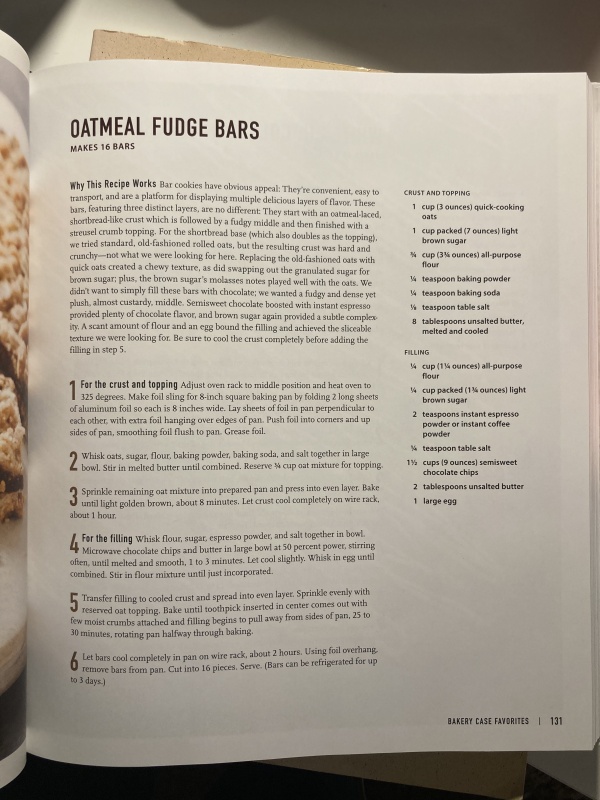 OATMEAL FUDGE BARS
MAKES 16 BARS
Why This Recipe Works Bar cookies have obvious appeal: They're convenient, easy to
transport, and are a platform for displaying multiple delicious layers of flavor. These
bars, featuring three distinct layers, are no different: They start with an oatmeal-laced,
shortbread-like crust which is followed by a fudgy middle and then finished with a
streusel crumb topping. For the shortbread base (which also doubles as the topping),
we tried standard, old-fashioned rolled oats, but the resulting crust was hard and
crunchy—not what we were looking for here. Replacing the old-fashioned oats with
quick oats created a chewy texture, as did swapping out the granulated sugar for
brown sugar; plus, the brown sugar's molasses notes played well with the oats. We
didn't want to simply fill these bars with chocolate; we wanted a fudgy and dense yet
plush, almost custardy, middle. Semisweet chocolate boosted with instant espresso
provided plenty of chocolate flavor, and brown sugar again provided a subtle complex-
ity. A scant amount of flour and an egg bound the filling and achieved the sliceable
texture we were looking for. Be sure to cool the crust completely before adding the
filling in step 5.
1 For the crust and topping Adjust oven rack to middle position and heat oven to
325 degrees. Make foil sling for 8-inch square baking pan by folding 2 long sheets
of aluminum foil so each is 8 inches wide. Lay sheets of foil in pan perpendicular to
each other, with extra foil hanging over edges of pan. Push foil into corners and up
sides of pan, smoothing foil flush to pan. Grease foil.
2 Whisk oats, sugar, flour, baking powder, baking soda, and salt together in large
bowl. Stir in melted butter until combined. Reserve ¾ cup oat mixture for topping.
3 Sprinkle remaining oat mixture into prepared pan and press into even layer. Bake
until light golden brown, about 8 minutes. Let crust cool completely on wire rack,
about 1 hour.
4 For the filling Whisk flour, sugar, espresso powder, and salt together in bowl.
Microwave chocolate chips and butter in large bowl at 50 percent power, stirring
often, until melted and smooth, 1 to 3 minutes. Let cool slightly. Whisk in egg until
combined. Stir in flour mixture until just incorporated.
5 Transfer filling to cooled crust and spread into even layer. Sprinkle evenly with
reserved oat topping. Bake until toothpick inserted in center comes out with
few moist crumbs attached and filling begins to pull away from sides of pan, 25 to
30 minutes, rotating pan halfway through baking.
6 Let bars cool completely in pan on wire rack, about 2 hours. Using foil overhang,
remove bars from pan. Cut into 16 pieces. Serve. (Bars can be refrigerated for up
to 3 days.)
CRUST AND TOPPING
1 cup (3 ounces) quick-cooking
oats
1 cup packed (7 ounces) light
brown sugar
¾ cup (3¾ ounces) all-purpose
flour
¼ teaspoon baking powder
¼ teaspoon baking soda
⅛ teaspoon table salt
8 tablespoons unsalted butter,
melted and cooled
FILLING
¼ cup (1¼ ounces) all-purpose
flour
¼ cup packed (1¾ ounces) light
brown sugar
2 teaspoons instant espresso
powder or instant coffee
powder
¼ teaspoon table salt
1½ cups (9 ounces) semisweet
chocolate chips
2 tablespoons unsalted butter
1 large egg
BAKERY CASE FAVORITES | 131